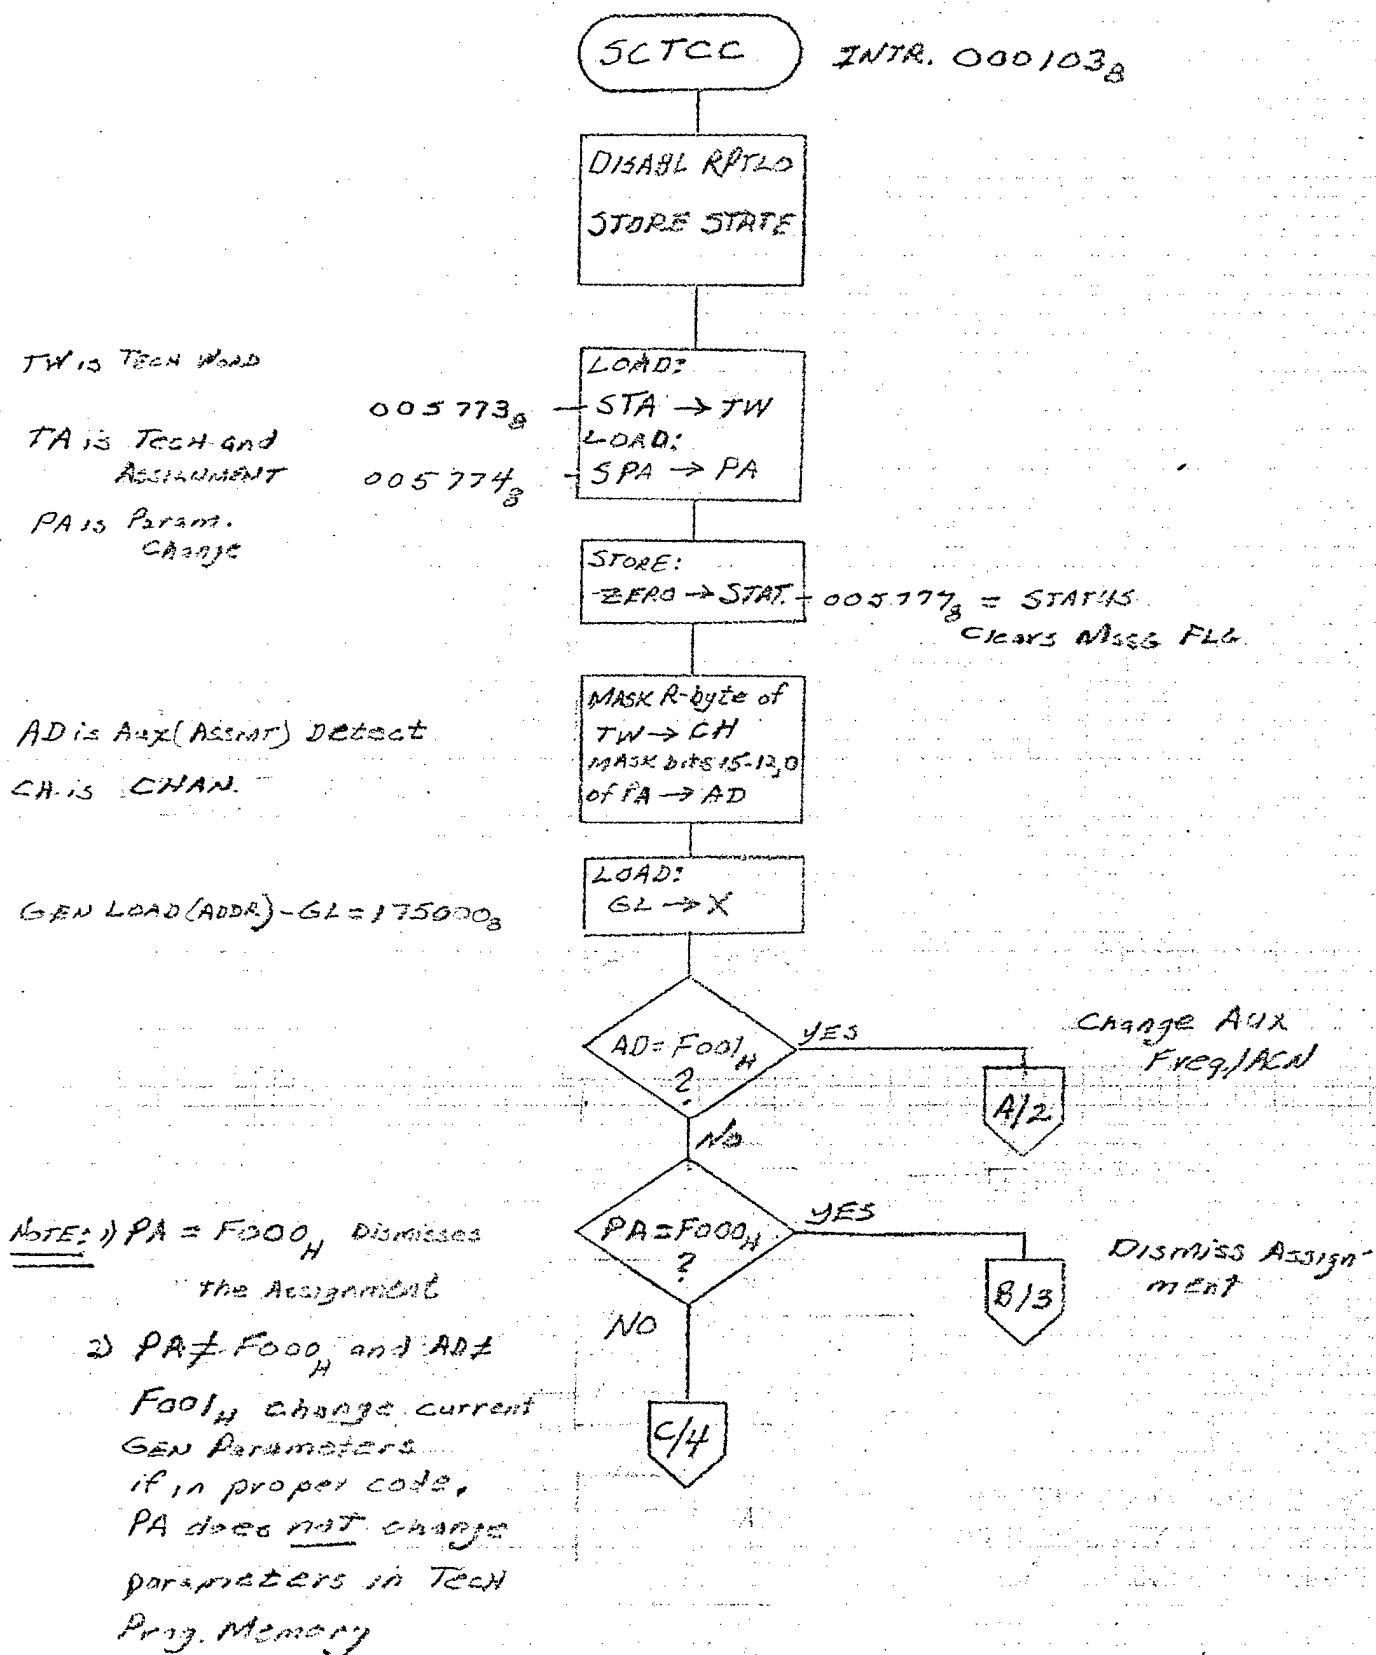 SCTCC INTR. 000103₈
DISABL RPTLO
STORE STATE
TW is TECH WORD
TA is TECH and
ASSIGNMENT
PA is Param.
Change
005773₈
005774₈
LOAD:
STA → TW
LOAD:
SPA → PA
STORE:
ZERO → STAT. 005777₈ = STATUS
Clears MssG FLG.
AD is Aux(Assmt) Detect
CH is CHAN.
MASK R-byte of
TW → CH
MASK bits 15-12,0
of PA → AD
GEN LOAD (ADDR)-GL = 175000₈
LOAD:
GL → X
AD = F001H
?
YES
Change AUX
Freq./ACN
A/2
No
NOTE: 1) PA = F000H Dismisses
the Assignment
PA = F000H
?
YES
Dismiss Assign-
ment
B/3
NO
2) PA ≠ F000H and AD ≠
F001H change current
GEN Parameters
if in proper code.
PA does not change
parameters in TECH
Prog. Memory
C/4